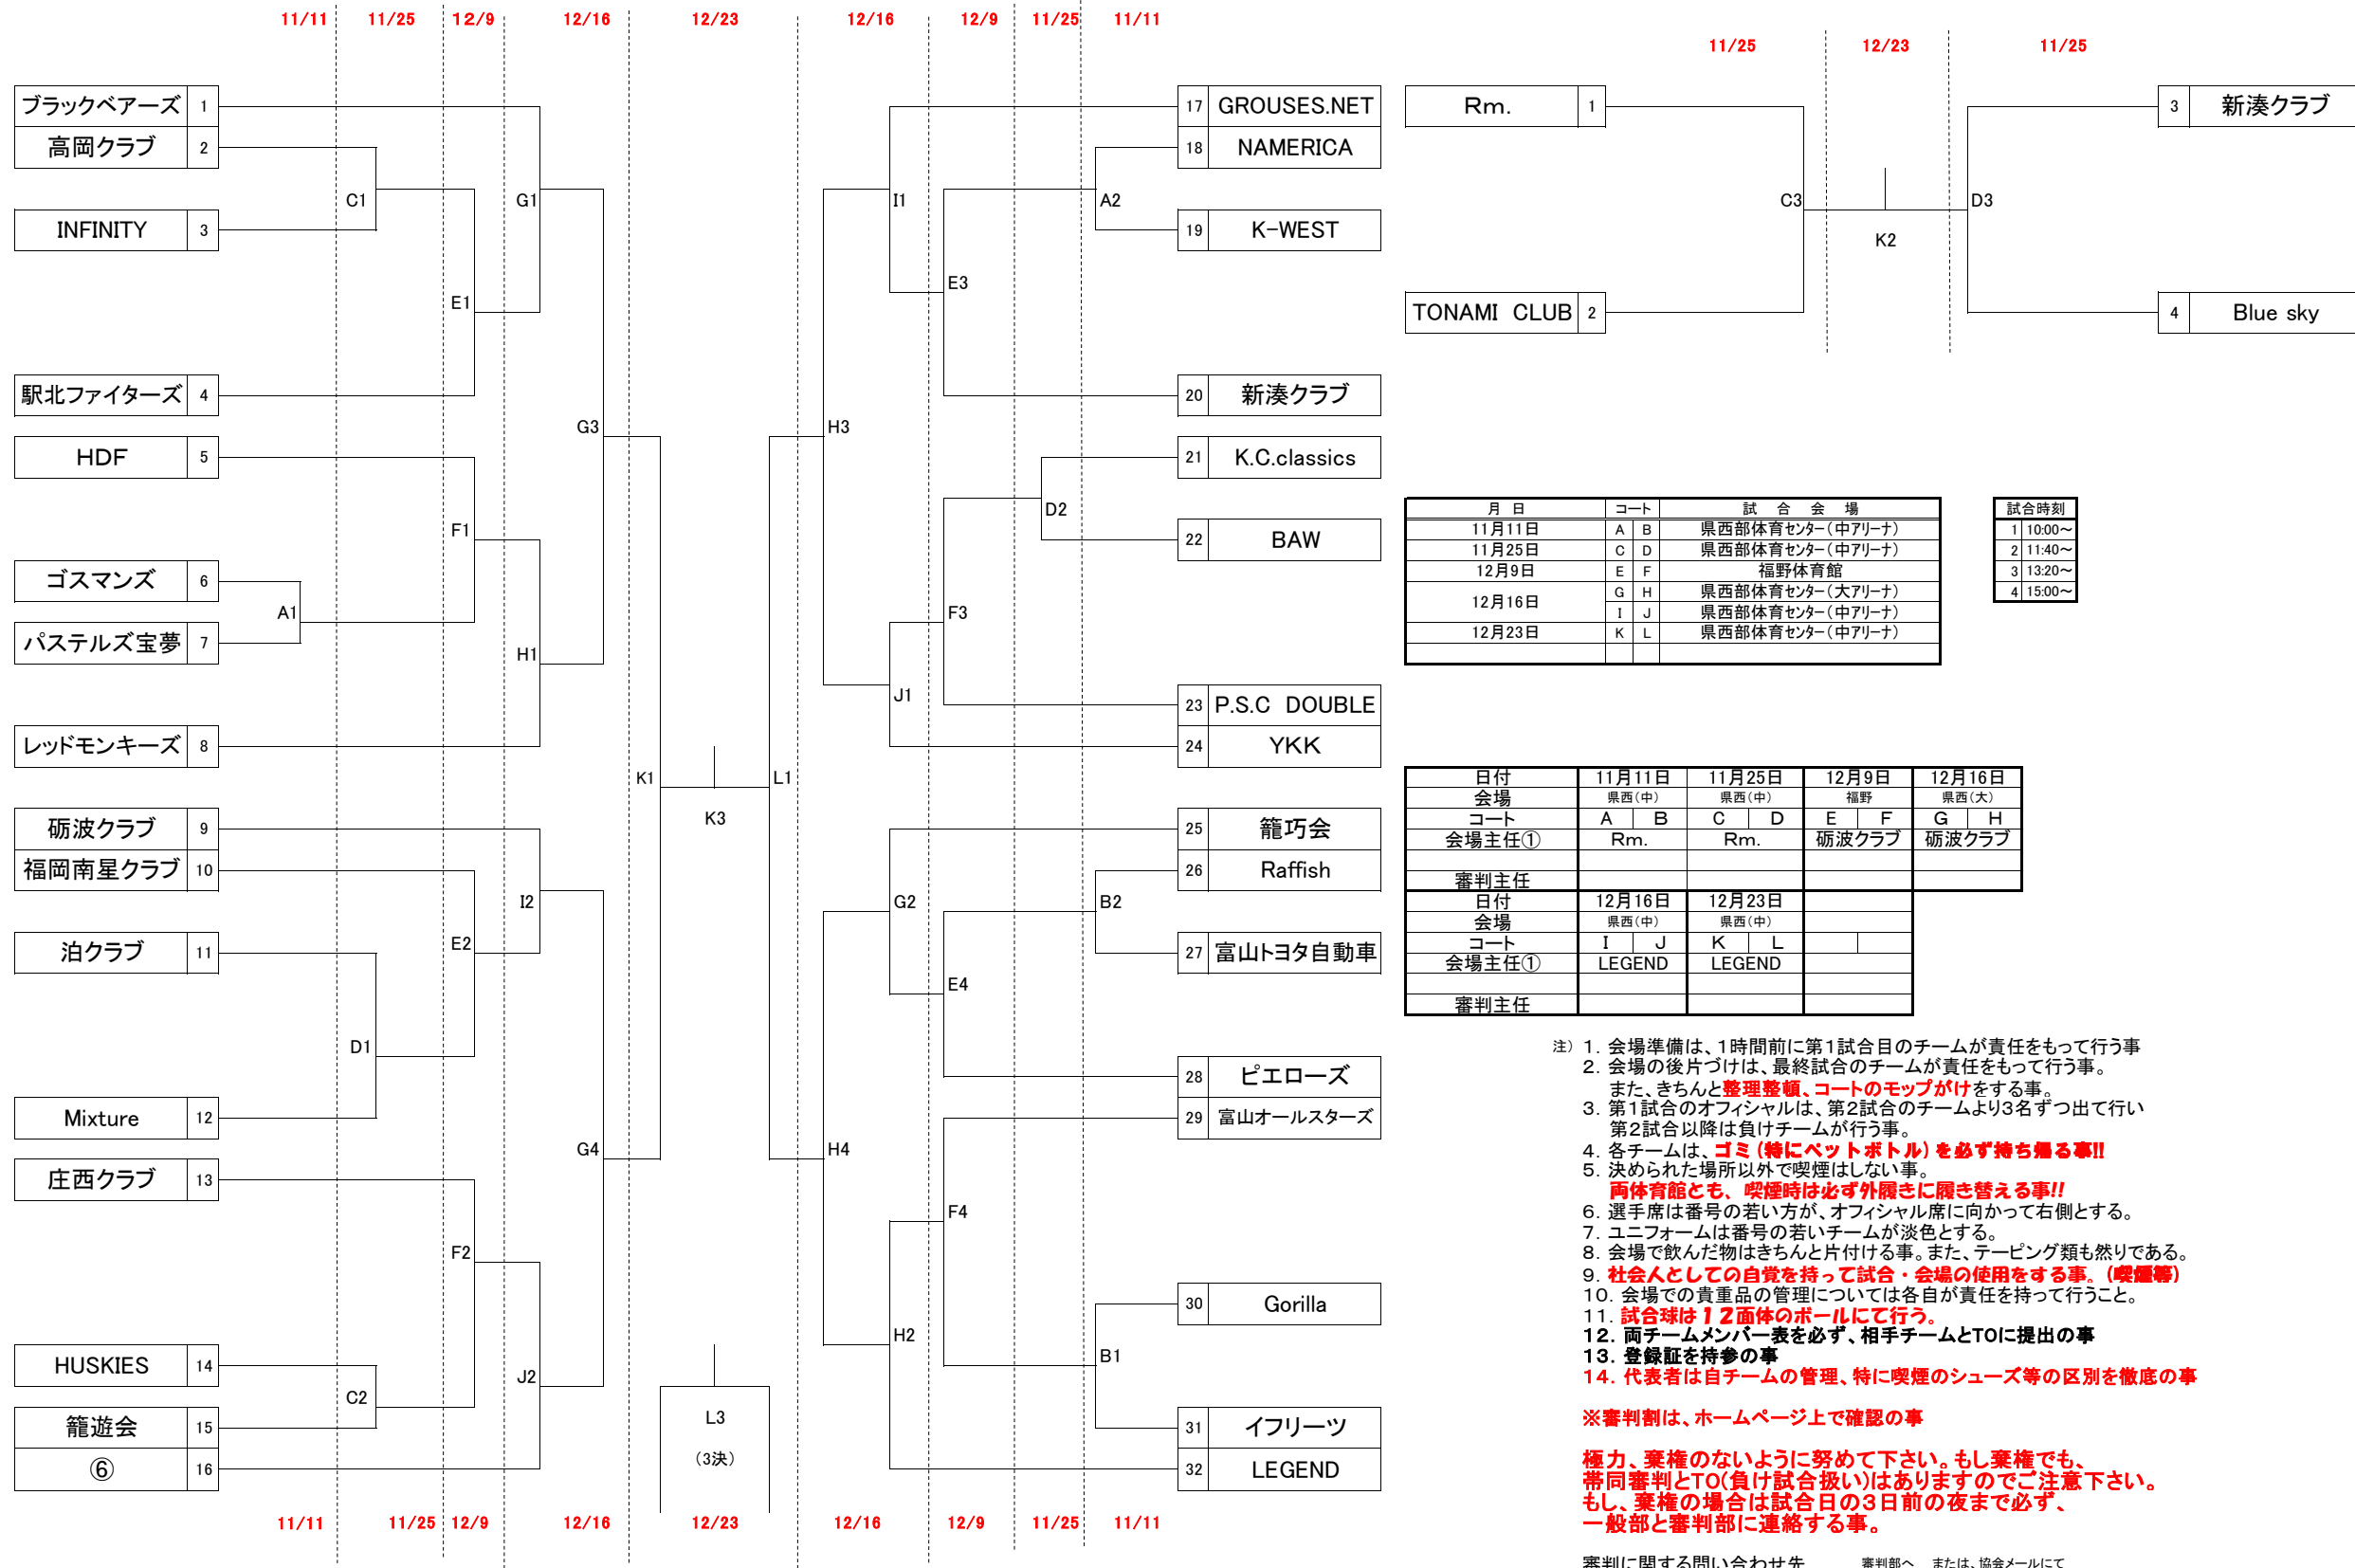 11/11 11/25 12/9 12/16 12/23 12/16 12/9 11/25 11/11
11/25 12/23 11/25
ブラックベアーズ 1
高岡クラブ 2
INFINITY 3
駅北ファイターズ 4
HDF 5
ゴスマンズ 6
パステルズ宝夢 7
レッドモンキーズ 8
砺波クラブ 9
福岡南星クラブ 10
泊クラブ 11
Mixture 12
庄西クラブ 13
HUSKIES 14
籠遊会 15
⑥ 16
C1
E1
G1
F1
A1
H1
G3
E2
I2
D1
F2
C2
J2
G4
K1
K3
L1
L3
(3決)
H3
I1
E3
A2
D2
F3
J1
G2
B2
E4
H4
F4
H2
B1
17 GROUSES.NET
18 NAMERICA
19 K-WEST
20 新湊クラブ
21 K.C.classics
22 BAW
23 P.S.C DOUBLE
24 YKK
25 籠巧会
26 Raffish
27 富山トヨタ自動車
28 ピエローズ
29 富山オールスターズ
30 Gorilla
31 イフリーツ
32 LEGEND
11/11 11/25 12/9 12/16 12/23 12/16 12/9 11/25 11/11
Rm. 1
TONAMI CLUB 2
C3
K2
D3
3 新湊クラブ
4 Blue sky
月 日 コート 試 合 会 場
11月11日 A B 県西部体育センター(中アリーナ)
11月25日 C D 県西部体育センター(中アリーナ)
12月9日 E F 福野体育館
12月16日 G H 県西部体育センター(大アリーナ)
I J 県西部体育センター(中アリーナ)
12月23日 K L 県西部体育センター(中アリーナ)
試合時刻
1 10:00～
2 11:40～
3 13:20～
4 15:00～
日付 11月11日 11月25日 12月9日 12月16日
会場 県西(中) 県西(中) 福野 県西(大)
コート A B C D E F G H
会場主任① Rm. Rm. 砺波クラブ 砺波クラブ
審判主任
日付 12月16日 12月23日
会場 県西(中) 県西(中)
コート I J K L
会場主任① LEGEND LEGEND
審判主任
注) 1. 会場準備は、1時間前に第1試合目のチームが責任をもって行う事
2. 会場の後片づけは、最終試合のチームが責任をもって行う事。
また、きちんと整理整頓、コートのモップがけをする事。
3. 第1試合のオフィシャルは、第2試合のチームより3名ずつ出て行い
第2試合以降は負けチームが行う事。
4. 各チームは、ゴミ(特にペットボトル)を必ず持ち帰る事!!
5. 決められた場所以外で喫煙はしない事。
両体育館とも、喫煙時は必ず外履きに履き替える事!!
6. 選手席は番号の若い方が、オフィシャル席に向かって右側とする。
7. ユニフォームは番号の若いチームが淡色とする。
8. 会場で飲んだ物はきちんと片付ける事。また、テーピング類も然りである。
9. 社会人としての自覚を持って試合・会場の使用をする事。(喫煙等)
10. 会場での貴重品の管理については各自が責任を持って行うこと。
11. 試合球は12面体のボールにて行う。
12. 両チームメンバー表を必ず、相手チームとTOに提出の事
13. 登録証を持参の事
14. 代表者は自チームの管理、特に喫煙のシューズ等の区別を徹底の事
※審判割は、ホームページ上で確認の事
極力、棄権のないように努めて下さい。もし棄権でも、
帯同審判とTO(負け試合扱い)はありますのでご注意下さい。
もし、棄権の場合は試合日の3日前の夜まで必ず、
一般部と審判部に連絡する事。
審判に関する問い合わせ先 審判部へ または、協会メールにて